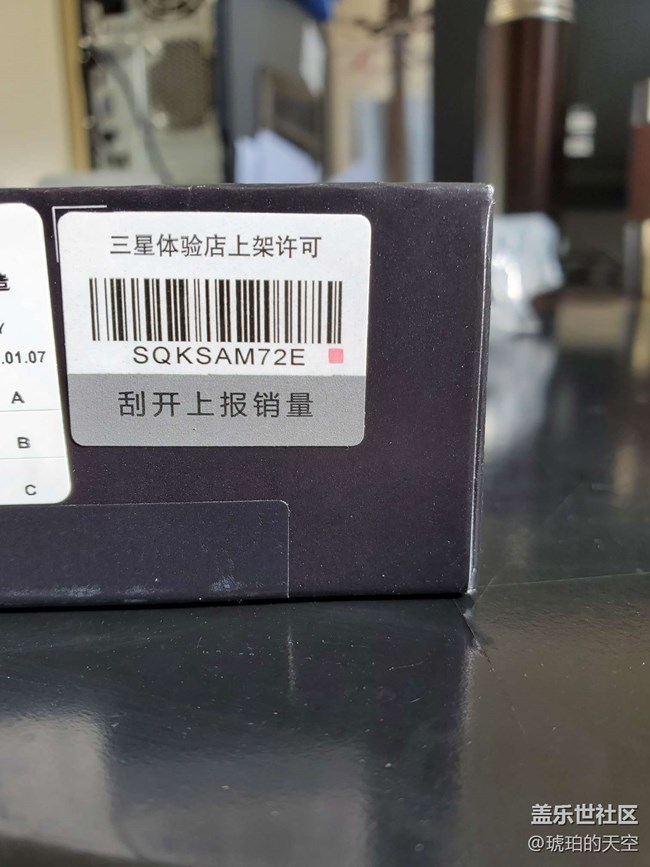 三星体验店上架许可
SQKSAM72E
刮开上报销量
Y
.01.07
A
B
C
盖乐世社区
@琥珀的天空